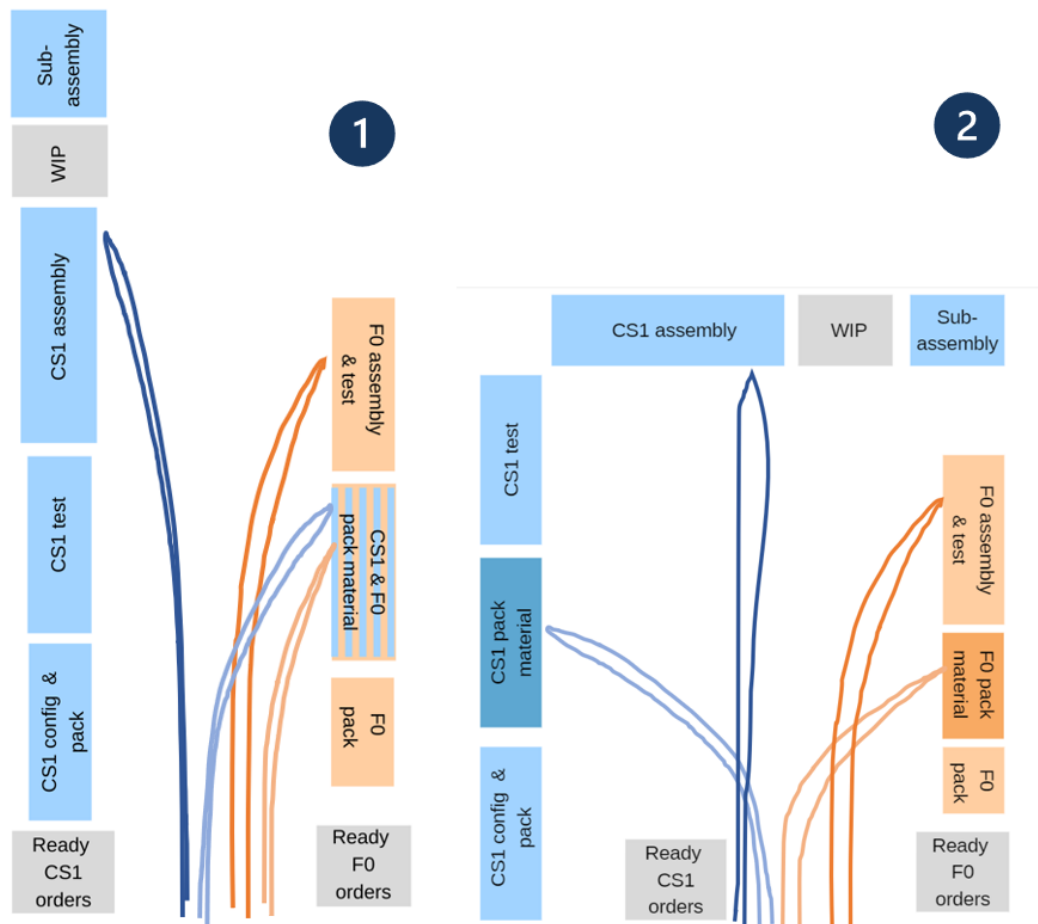 1
Sub-
assembly
WIP
CS1 assembly
CS1 test
CS1 config &
pack
Ready
CS1
orders
F0 assembly
& test
CS1 & F0
pack material
F0
pack
Ready
F0
orders
2
CS1 assembly
WIP
Sub-
assembly
CS1 test
CS1 pack
material
CS1 config &
pack
Ready
CS1
orders
F0 assembly
& test
F0 pack
material
F0
pack
Ready
F0
orders